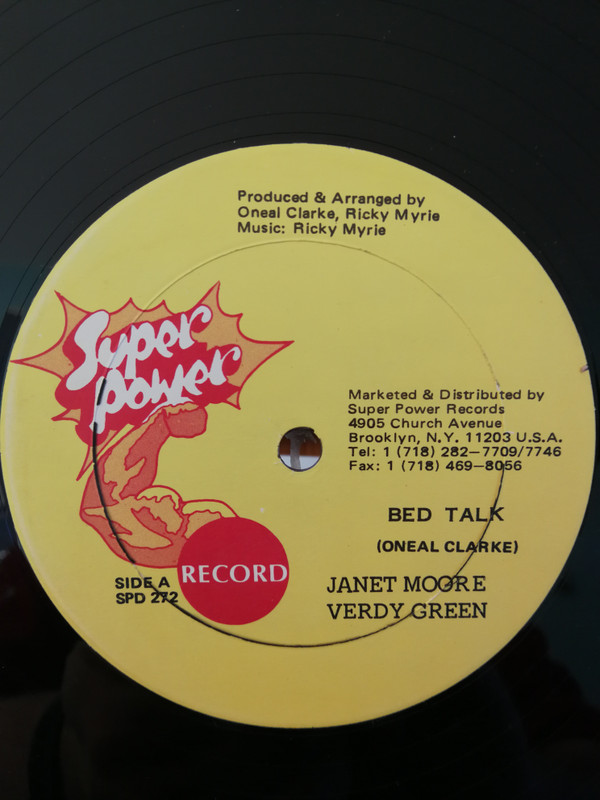 Produced & Arranged by
Oneal Clarke, Ricky Myrie
Music: Ricky Myrie
Super
power
Marketed & Distributed by
Super Power Records
4905 Church Avenue
Brooklyn, N.Y. 11203 U.S.A.
Tel: 1 (718) 282–7709/7746
Fax: 1 (718) 469–8056
BED TALK
(ONEAL CLARKE)
RECORD
SIDE A
SPD 272
JANET MOORE
VERDY GREEN